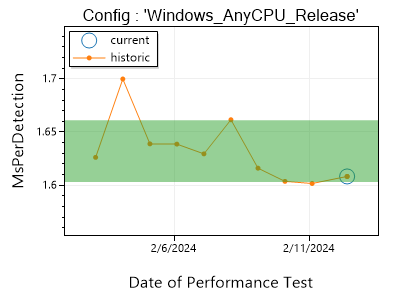 Config : 'Windows_AnyCPU_Release'
current
historic
MsPerDetection
1.7
1.65
1.6
2/6/2024
2/11/2024
Date of Performance Test